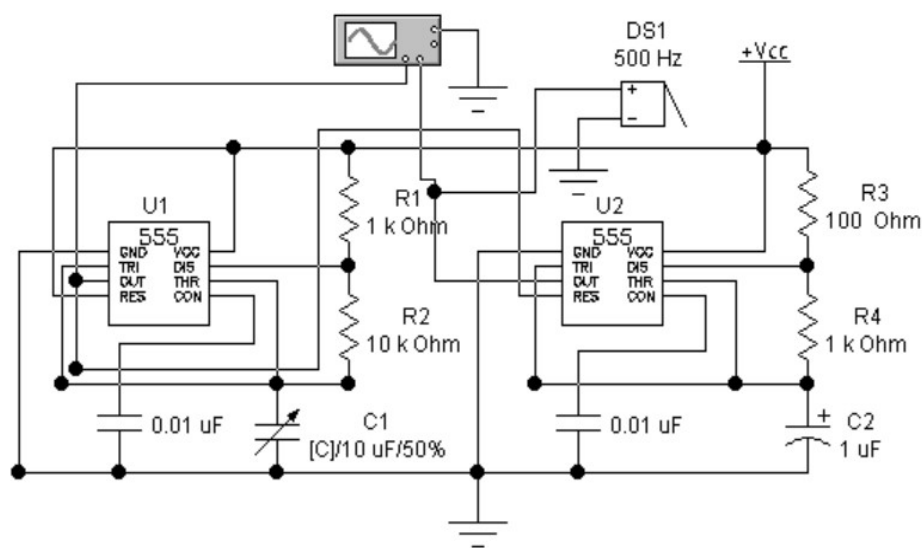 DS1
500 Hz
+Vcc
+
-
U1
555
GND VCC
TRI DIS
OUT THR
RES CON
R1
1 k Ohm
R2
10 k Ohm
U2
555
GND VCC
TRI DIS
OUT THR
RES CON
R3
100 Ohm
R4
1 k Ohm
0.01 uF
C1
[C]/10 uF/50%
0.01 uF
+
C2
1 uF